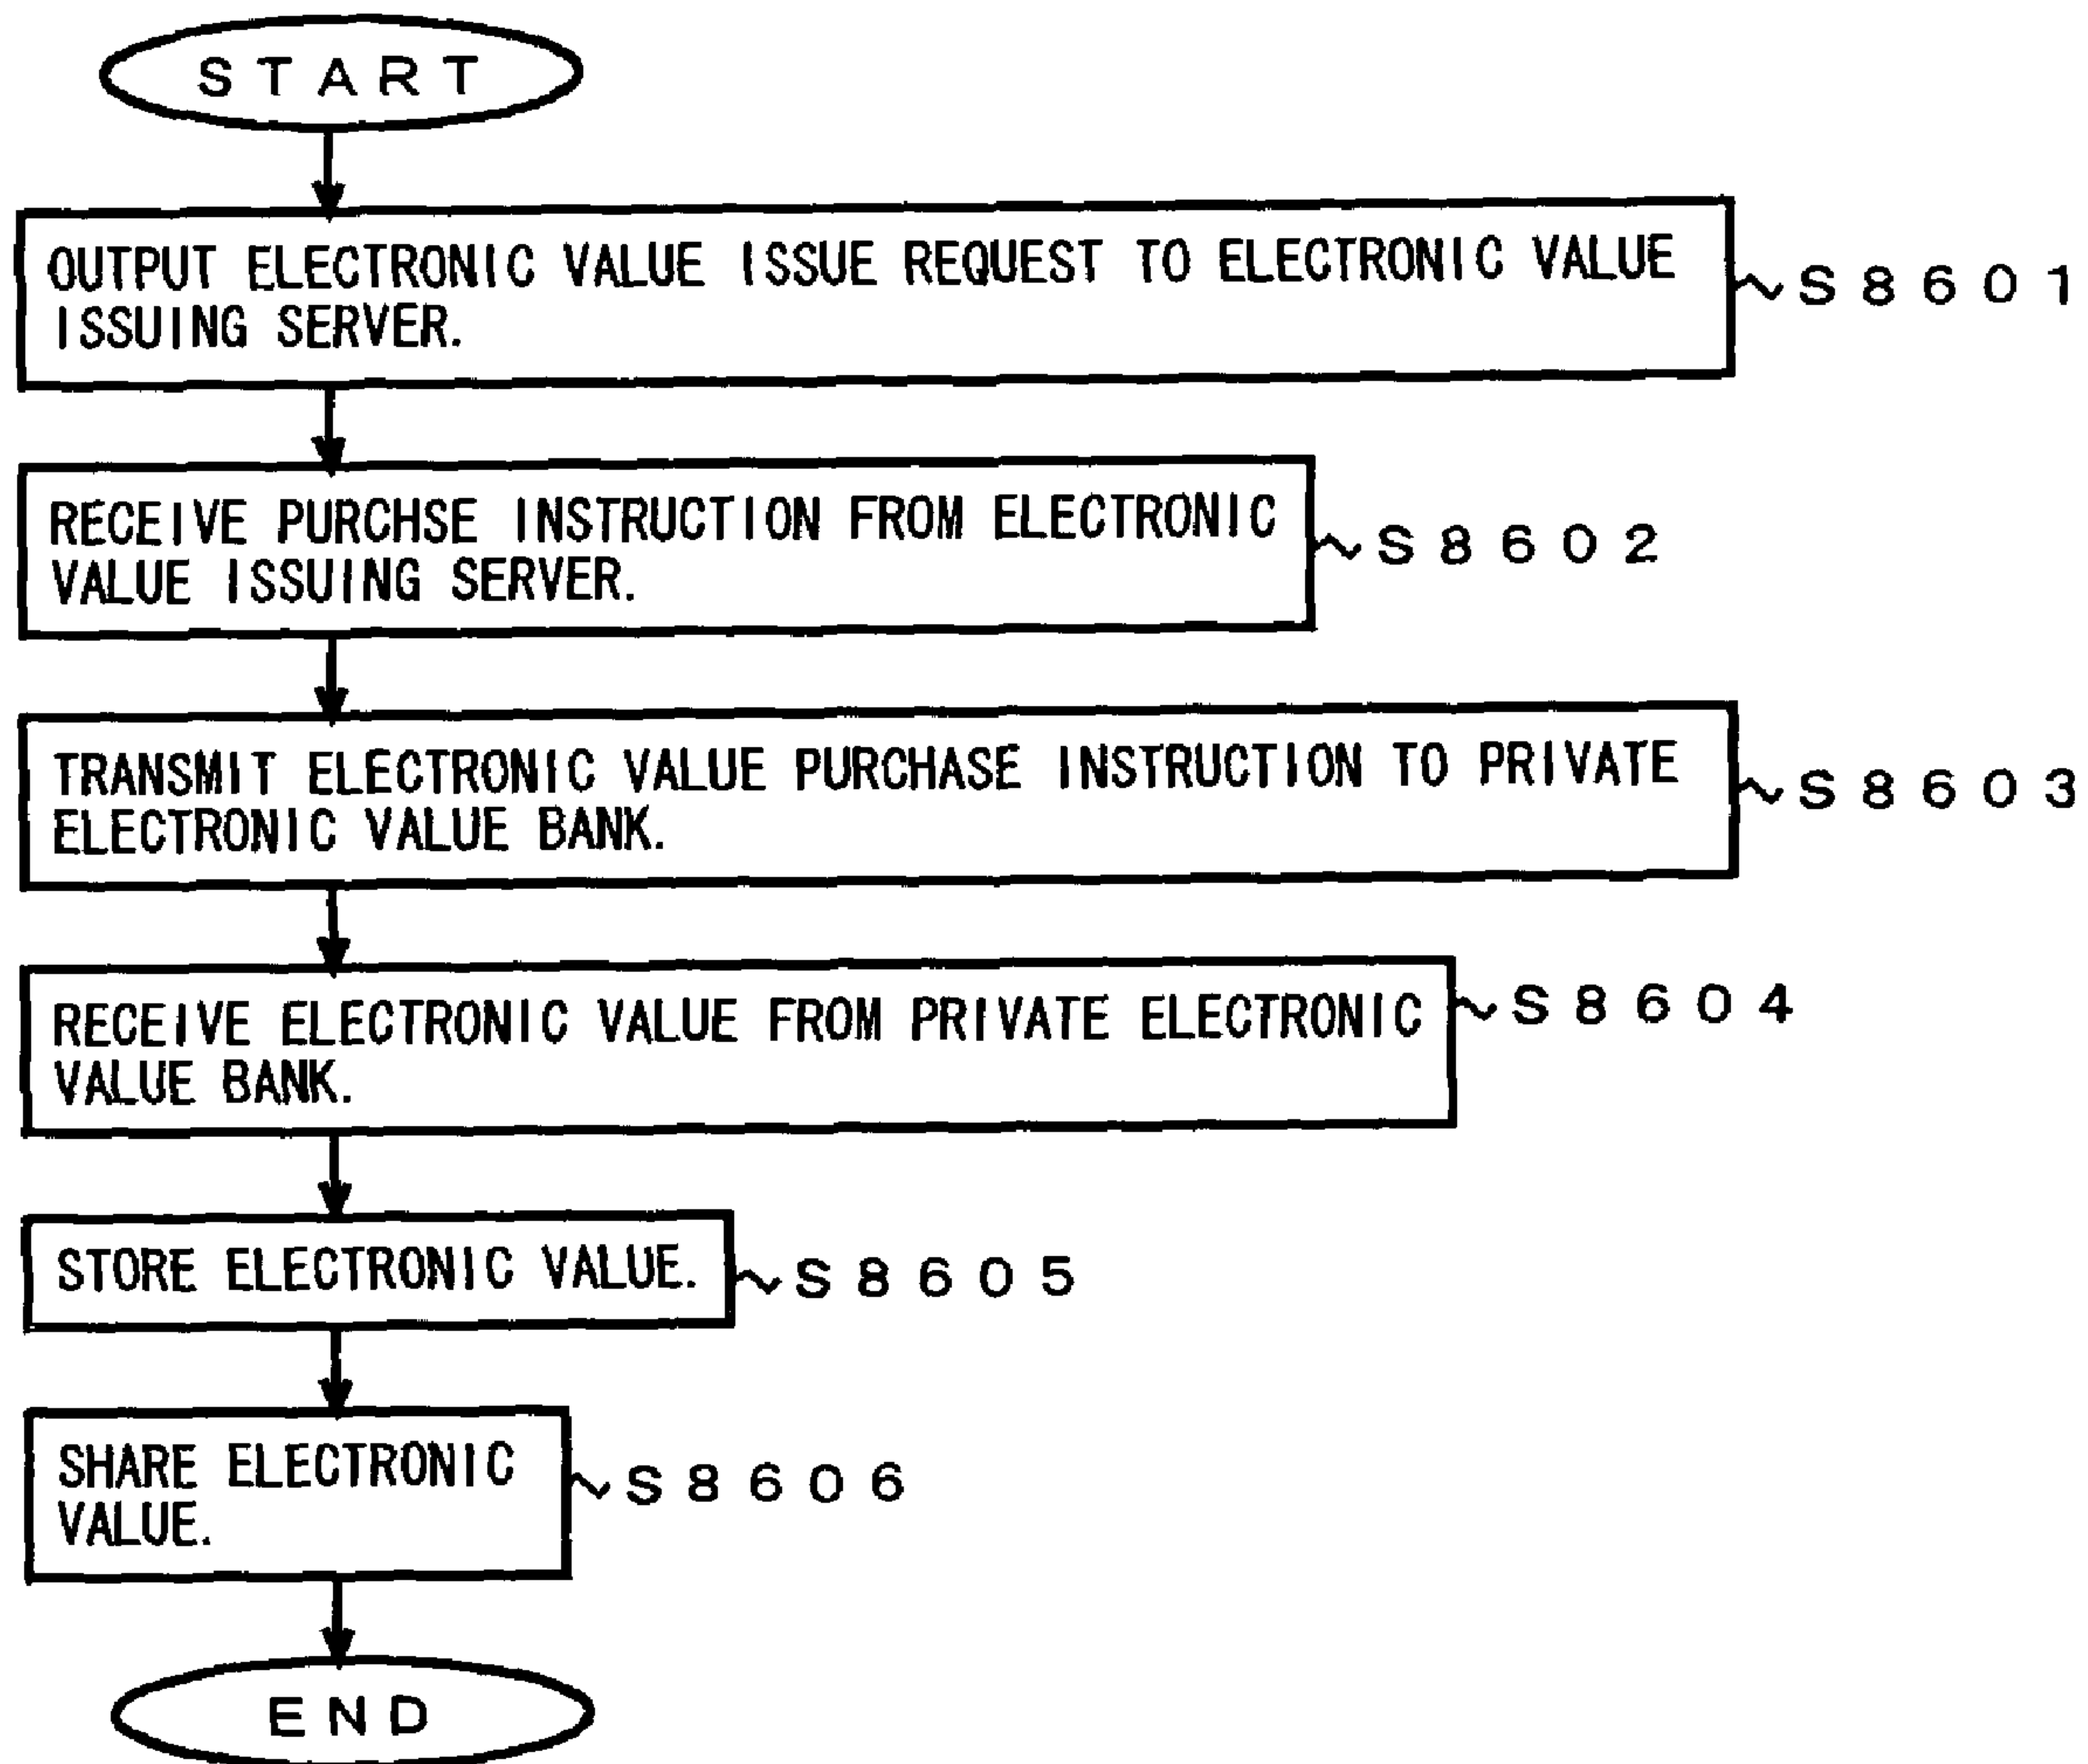 START
OUTPUT ELECTRONIC VALUE ISSUE REQUEST TO ELECTRONIC VALUE
ISSUING SERVER.
S8601
RECEIVE PURCHSE INSTRUCTION FROM ELECTRONIC
VALUE ISSUING SERVER.
S8602
TRANSMIT ELECTRONIC VALUE PURCHASE INSTRUCTION TO PRIVATE
ELECTRONIC VALUE BANK.
S8603
RECEIVE ELECTRONIC VALUE FROM PRIVATE ELECTRONIC
VALUE BANK.
S8604
STORE ELECTRONIC VALUE.
S8605
SHARE ELECTRONIC
VALUE.
S8606
END